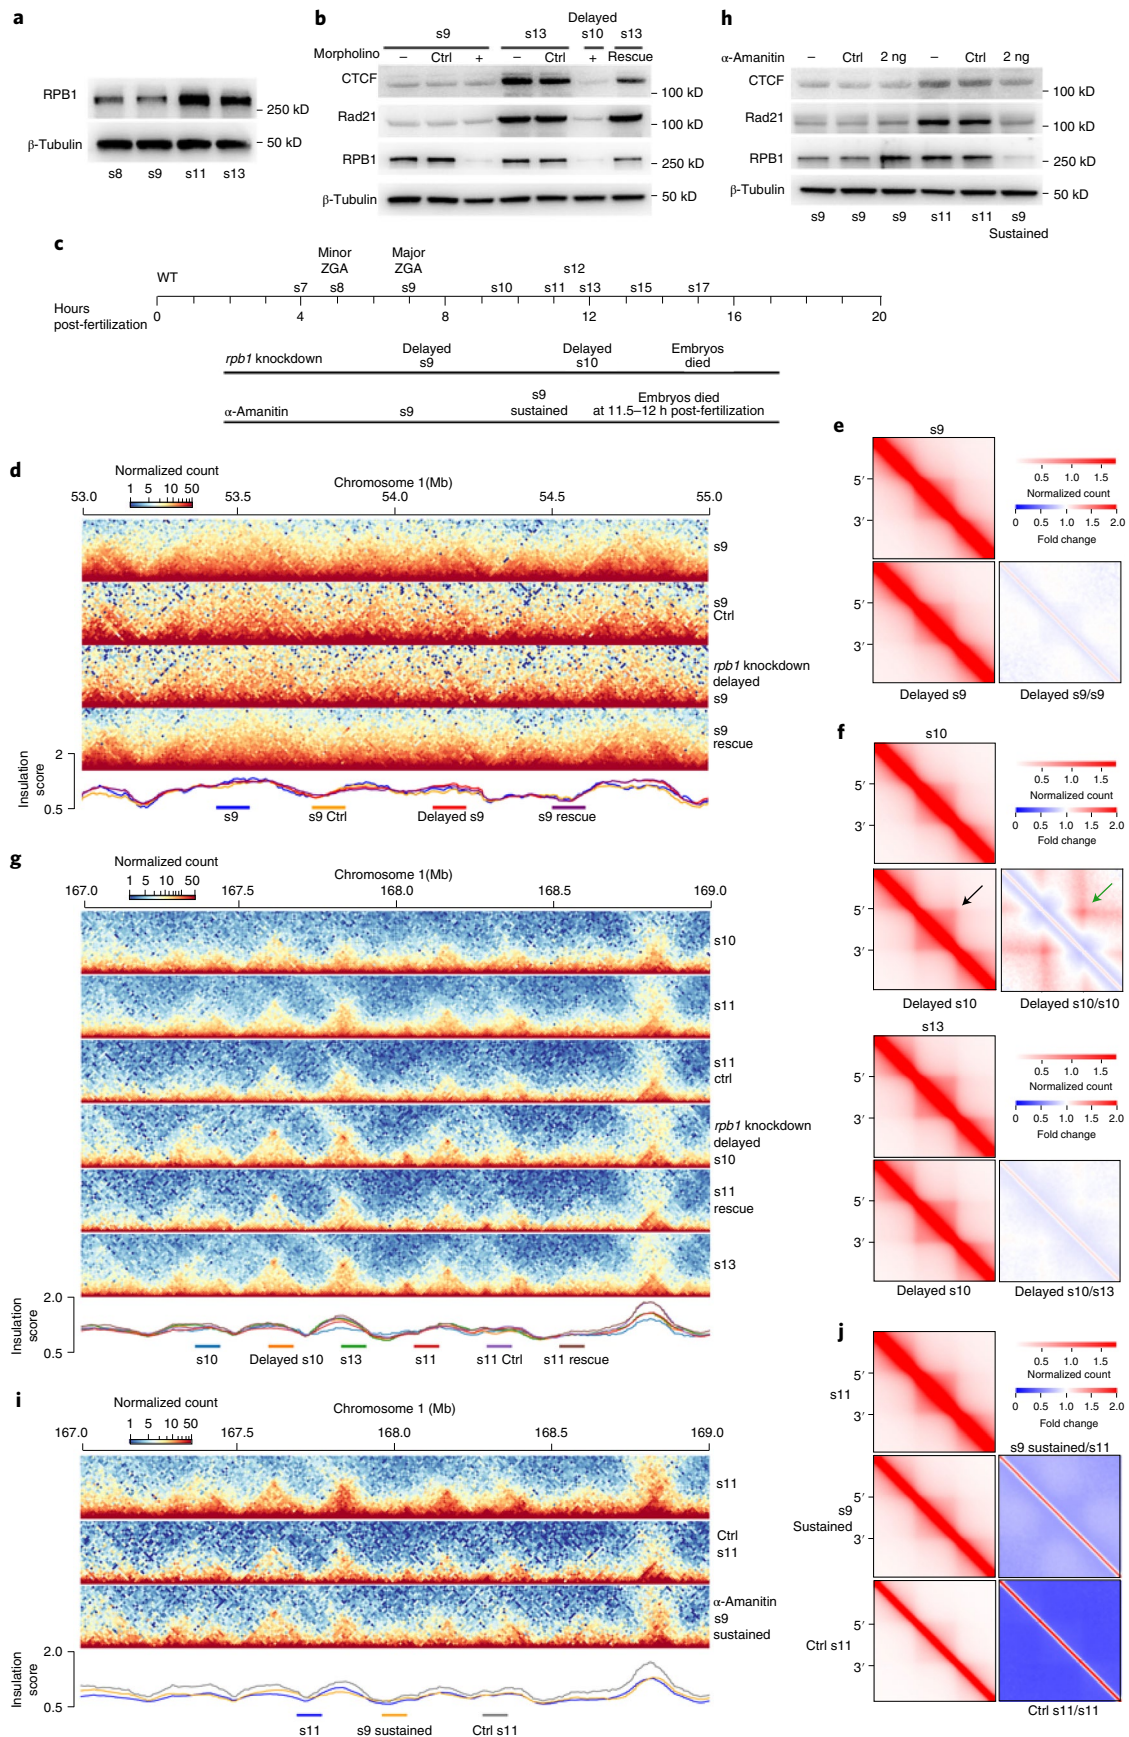 a
RPB1
250 kD
β-Tubulin
50 kD
s8 s9 s11 s13
b
Delayed
s9 s13 s10 s13
Morpholino – Ctrl + – Ctrl + Rescue
CTCF
100 kD
Rad21
100 kD
RPB1
250 kD
β-Tubulin
50 kD
h
α-Amanitin – Ctrl 2 ng – Ctrl 2 ng
CTCF
100 kD
Rad21
100 kD
RPB1
250 kD
β-Tubulin
50 kD
s9 s9 s9 s11 s11 s9
Sustained
c
Minor Major
ZGA ZGA
WT
s12
s7 s8 s9 s10 s11 s13 s15 s17
Hours
post-fertilization
0 4 8 12 16 20
rpb1 knockdown
Delayed
s9
Delayed
s10
Embryos
died
α-Amanitin
s9
s9
sustained
Embryos died
at 11.5–12 h post-fertilization
d
Normalized count
1 5 10 50
Chromosome 1(Mb)
53.0 53.5 54.0 54.5 55.0
s9
s9
Ctrl
rpb1 knockdown
delayed
s9
s9
rescue
Insulation
score
2
0.5
s9 s9 Ctrl Delayed s9 s9 rescue
e
s9
5′
3′
0.5 1.0 1.5
Normalized count
0 0.5 1.0 1.5 2.0
Fold change
5′
3′
Delayed s9 Delayed s9/s9
f
s10
5′
3′
0.5 1.0 1.5
Normalized count
0 0.5 1.0 1.5 2.0
Fold change
5′
3′
Delayed s10 Delayed s10/s10
s13
5′
3′
0.5 1.0 1.5
Normalized count
0 0.5 1.0 1.5 2.0
Fold change
5′
3′
Delayed s10 Delayed s10/s13
g
Normalized count
1 5 10 50
Chromosome 1(Mb)
167.0 167.5 168.0 168.5 169.0
s10
s11
s11
ctrl
rpb1 knockdown
delayed
s10
s11
rescue
s13
Insulation
score
2.0
0.5
s10 Delayed s10 s13 s11 s11 Ctrl s11 rescue
i
Normalized count
1 5 10 50
Chromosome 1 (Mb)
167.0 167.5 168.0 168.5 169.0
s11
Ctrl
s11
α-Amanitin
s9
sustained
Insulation
score
2.0
0.5
s11 s9 sustained Ctrl s11
j
s11
5′
3′
0.5 1.0 1.5
Normalized count
0 0.5 1.0 1.5 2.0
Fold change
s9 sustained/s11
s9
Sustained
5′
3′
Ctrl s11
5′
3′
Ctrl s11/s11